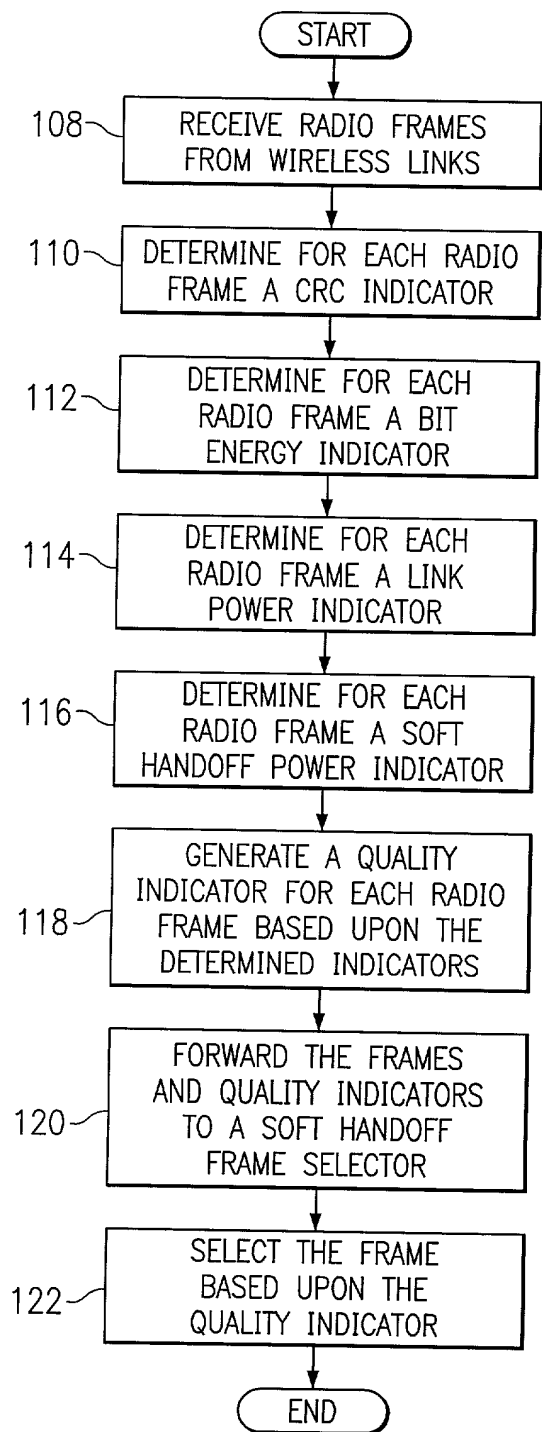 START
108
RECEIVE RADIO FRAMES
FROM WIRELESS LINKS
110
DETERMINE FOR EACH RADIO
FRAME A CRC INDICATOR
112
DETERMINE FOR EACH
RADIO FRAME A BIT
ENERGY INDICATOR
114
DETERMINE FOR EACH
RADIO FRAME A LINK
POWER INDICATOR
116
DETERMINE FOR EACH
RADIO FRAME A SOFT
HANDOFF POWER INDICATOR
118
GENERATE A QUALITY
INDICATOR FOR EACH RADIO
FRAME BASED UPON THE
DETERMINED INDICATORS
120
FORWARD THE FRAMES
AND QUALITY INDICATORS
TO A SOFT HANDOFF
FRAME SELECTOR
122
SELECT THE FRAME
BASED UPON THE
QUALITY INDICATOR
END